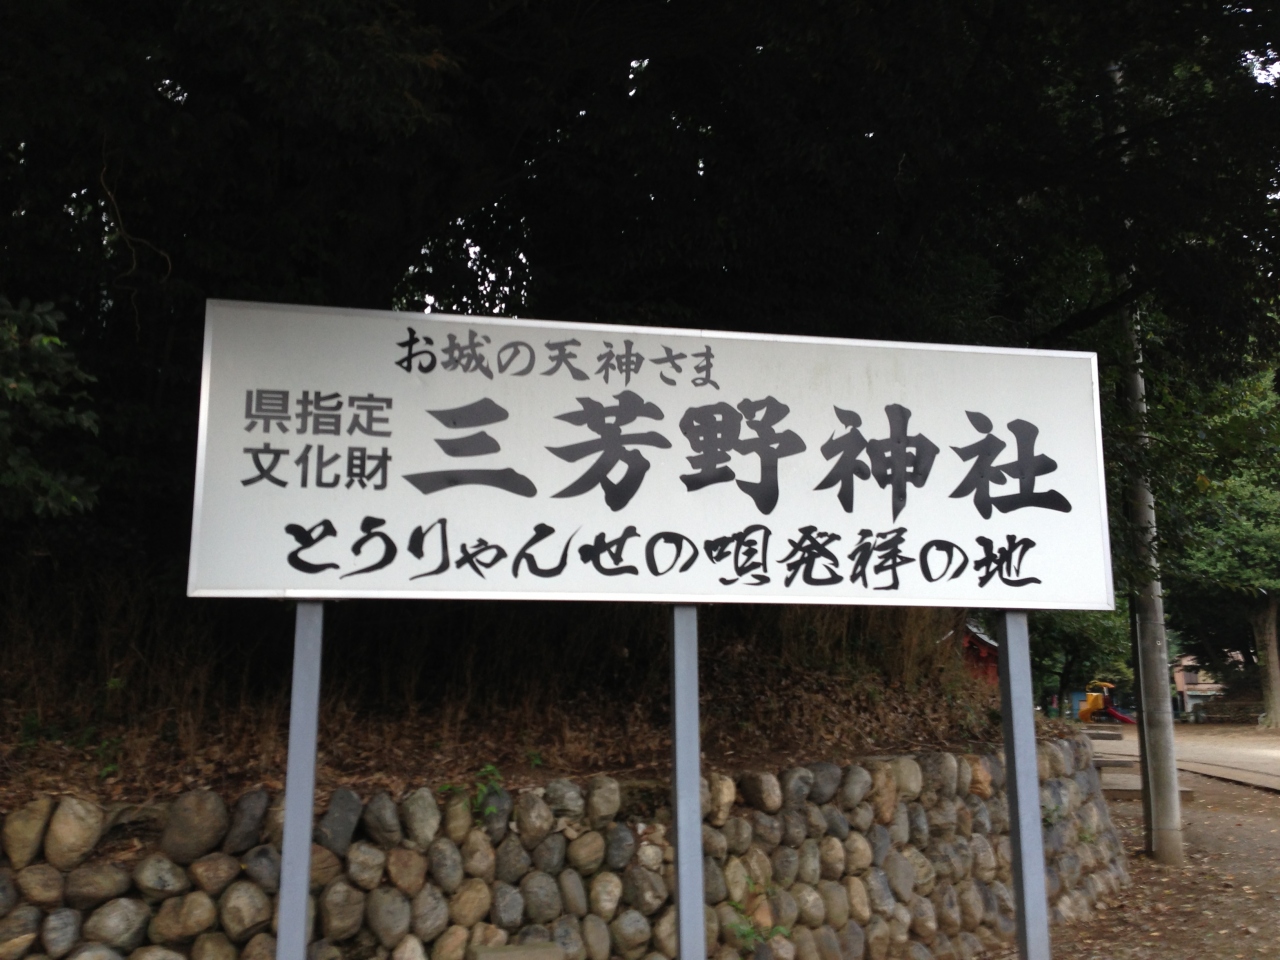 お城の天神さま
県指定
文化財
三芳野神社
とうりゃんせの唄発祥の地